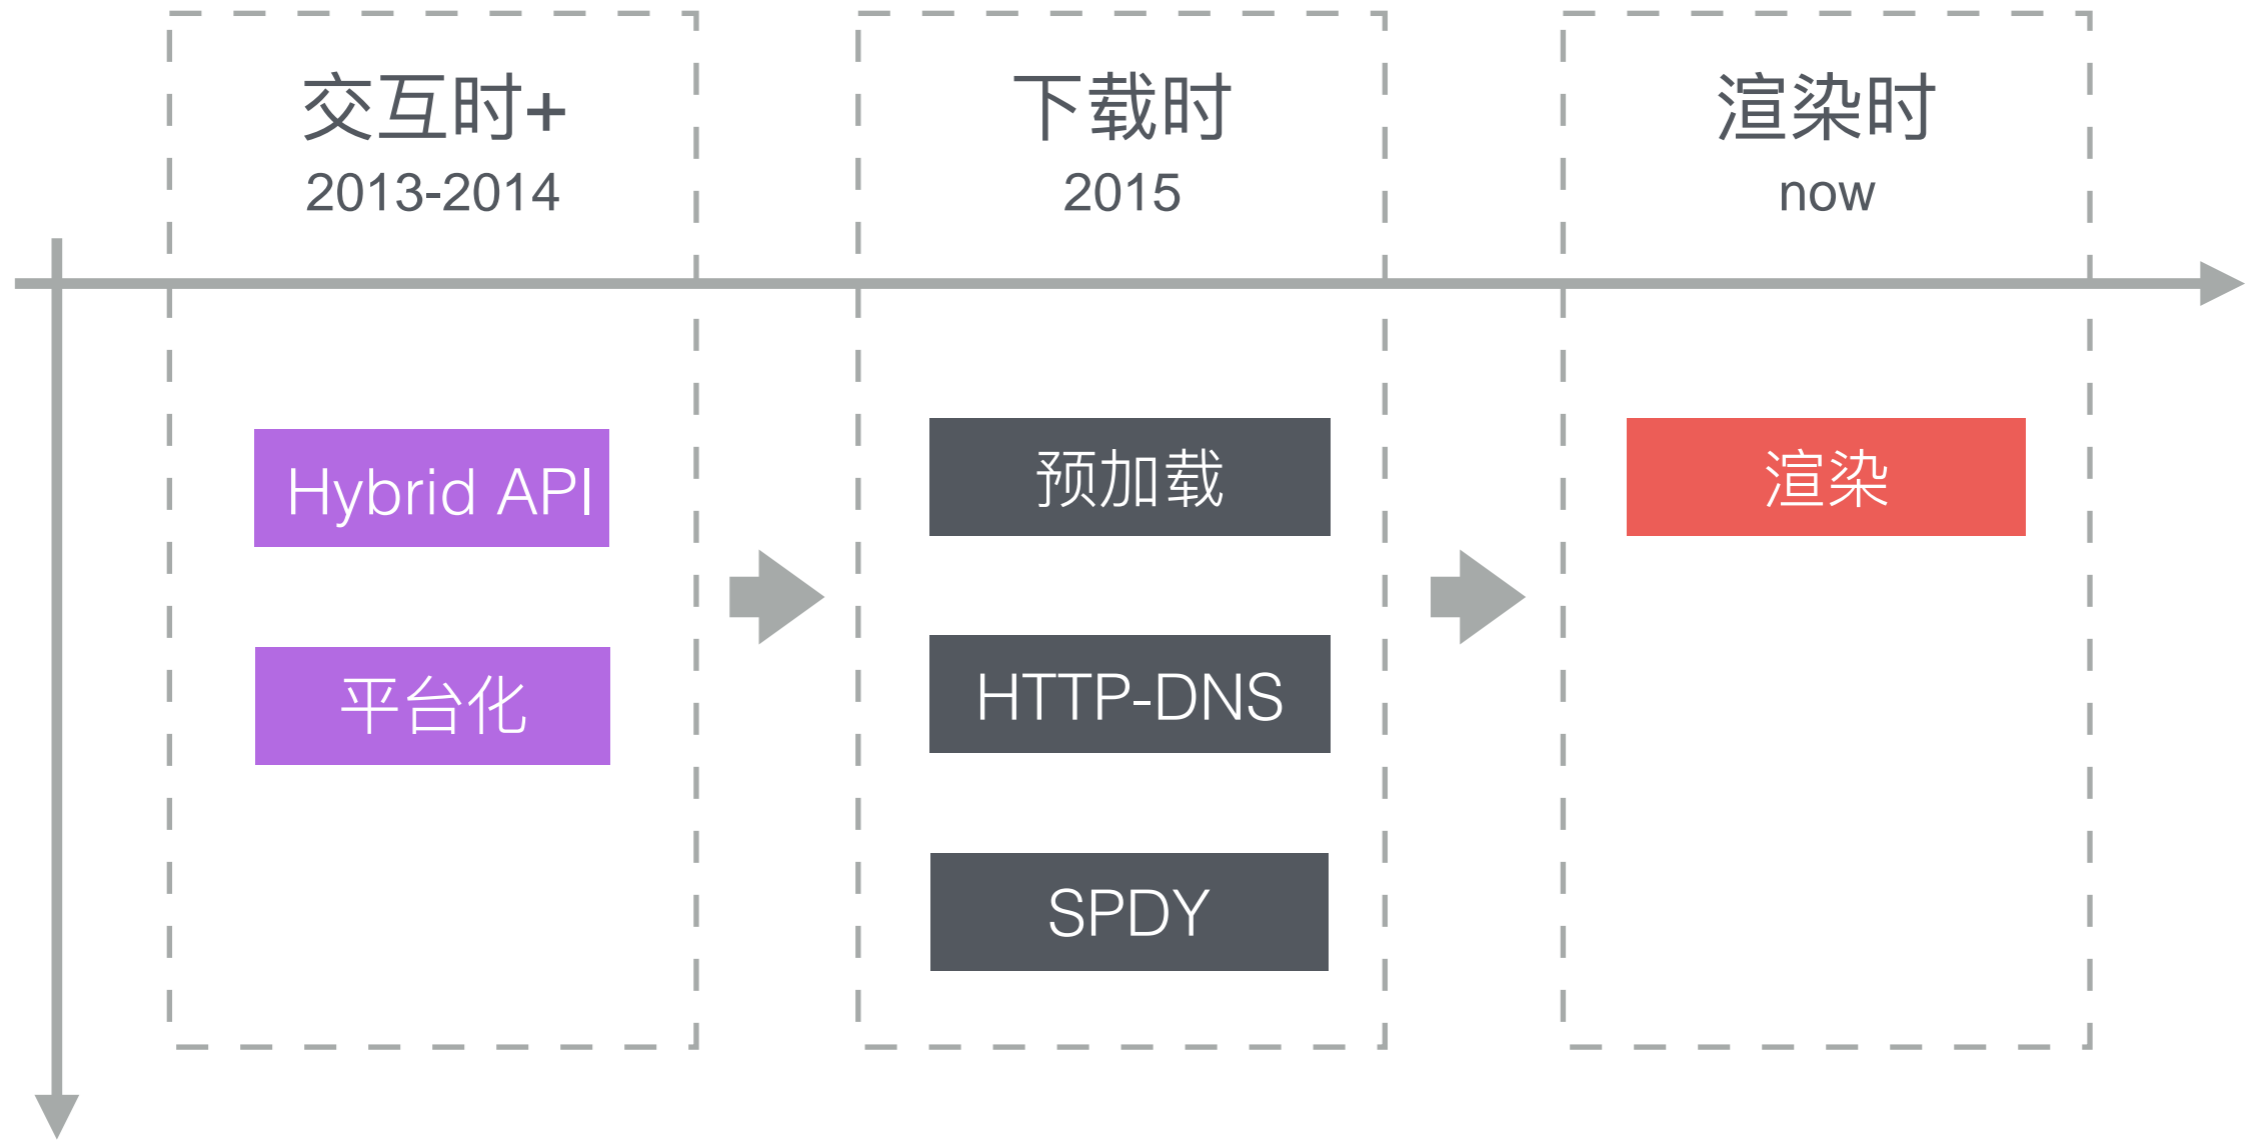 交互时+
2013-2014
下载时
2015
渲染时
now
Hybrid API
平台化
预加载
HTTP-DNS
SPDY
渲染